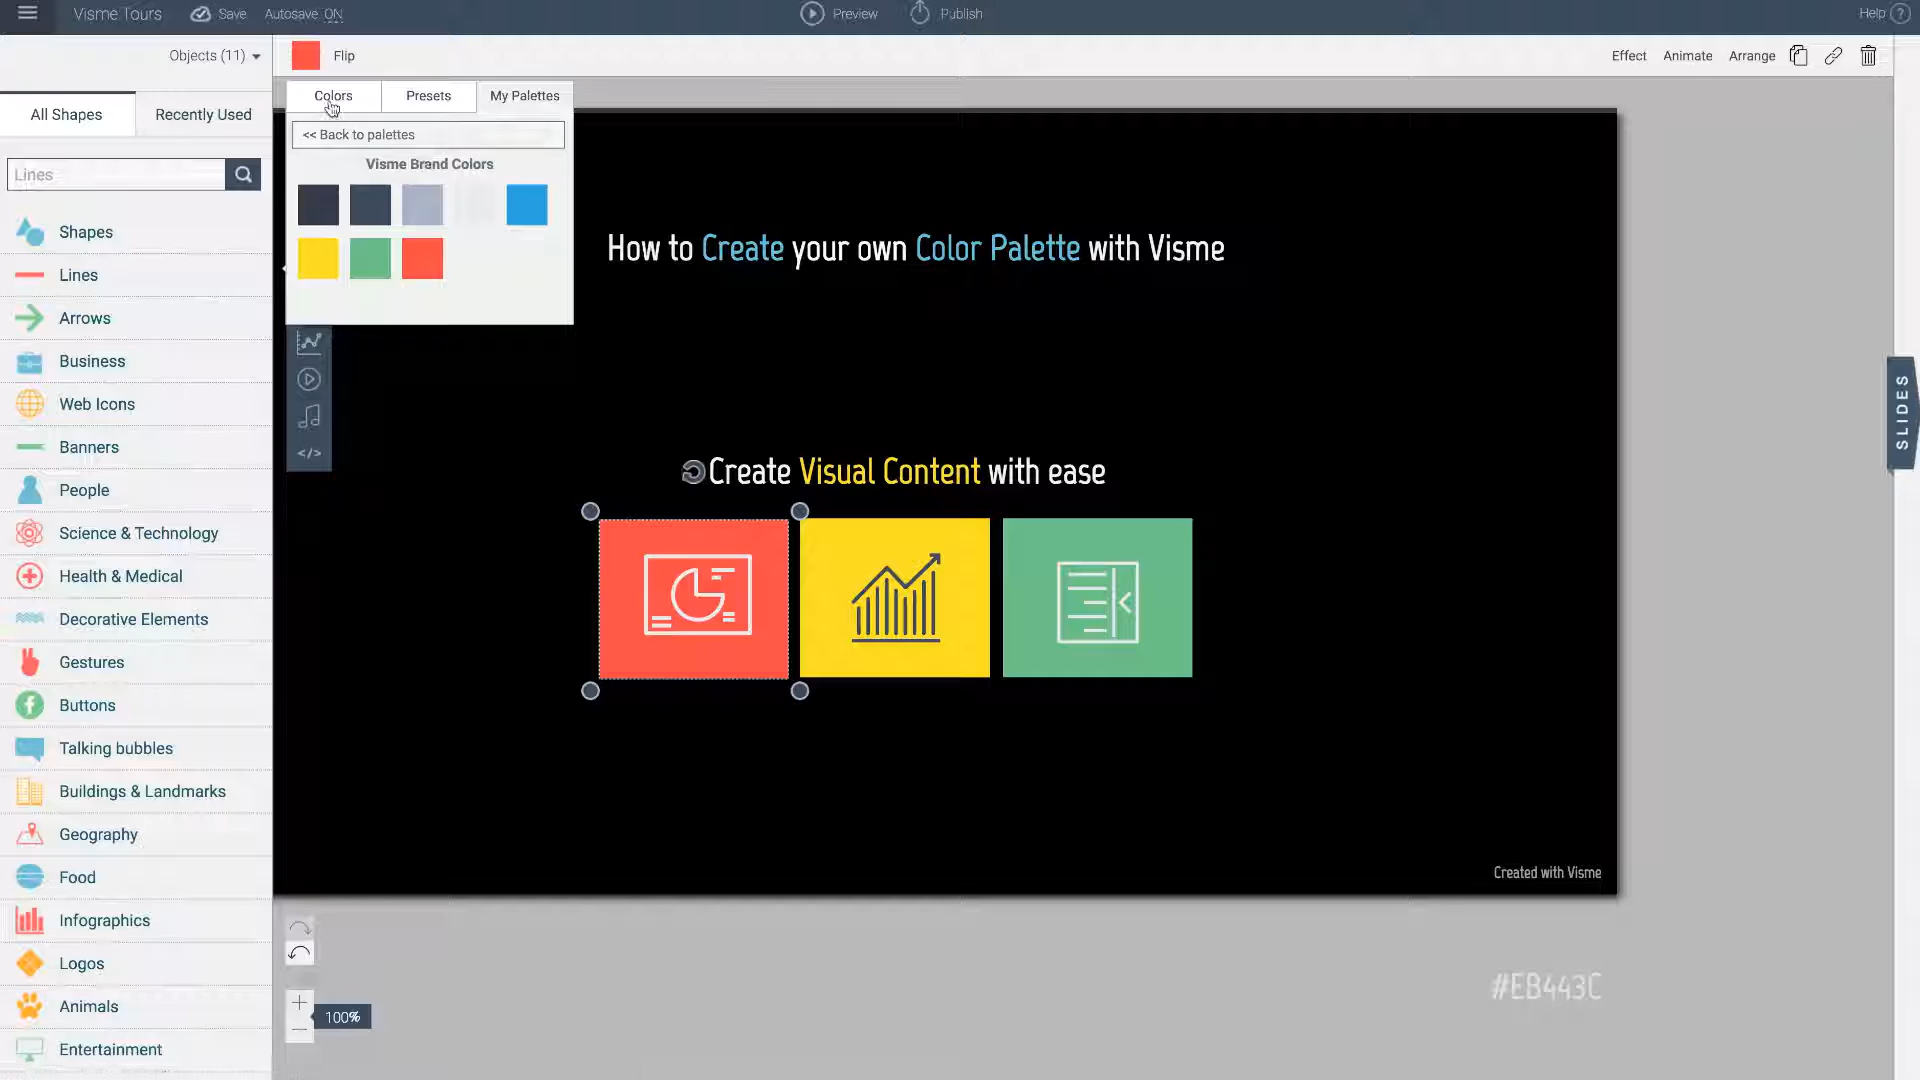 Visme Tours Save Autosave ON Preview Publish Help ?
Objects (11) Flip Effect Animate Arrange
All Shapes Recently Used
Lines
Shapes
Lines
Arrows
Business
Web Icons
Banners
People
Science & Technology
Health & Medical
Decorative Elements
Gestures
Buttons
Talking bubbles
Buildings & Landmarks
Geography
Food
Infographics
Logos
Animals
Entertainment
Colors Presets My Palettes
<< Back to palettes
Visme Brand Colors
</>
How to Create your own Color Palette with Visme
Create Visual Content with ease
Created with Visme
SLIDES
#EB443C
+
100%
−